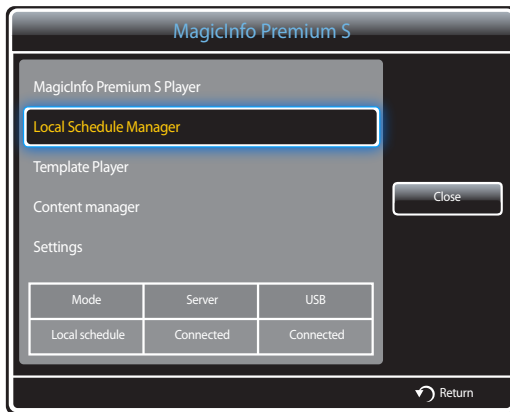 MagicInfo Premium S
MagicInfo Premium S Player
Local Schedule Manager
Template Player
Content manager
Settings
Close
Mode Server USB
Local schedule Connected Connected
Return